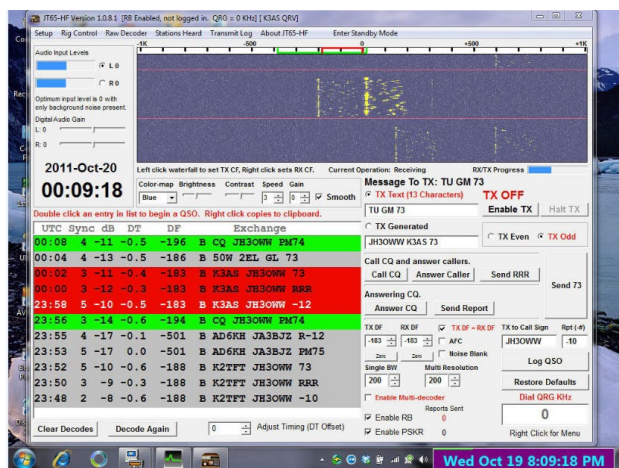 JT65-HF Version 1.0.8.1 [RB Enabled, not logged in. QRG = 0 KHz] [K3AS QRV]
Setup Rig Control Raw Decoder Stations Heard Transmit Log About JT65-HF Enter Standby Mode
Audio Input Levels
L 0
R 0
Optimum input level is 0 with
only background noise present.
Digital Audio Gain
L: 0
R: 0
-1K -500 0 +500 +1K
2011-Oct-20
00:09:18
Left click waterfall to set TX CF, Right click sets RX CF. Current Operation: Receiving RX/TX Progress
Color-map Brightness Contrast Speed Gain
Blue 3 0 Smooth
Double click an entry in list to begin a QSO. Right click copies to clipboard.
UTC Sync dB DT DF Exchange
00:08 4 -11 -0.5 -196 B CQ JH3OWW PM74
00:04 4 -13 -0.5 -186 B 50W 2EL GL 73
00:02 3 -11 -0.4 -183 B K3AS JH3OWW 73
00:00 3 -12 -0.3 -183 B K3AS JH3OWW RRR
23:58 5 -10 -0.5 -183 B K3AS JH3OWW -12
23:56 3 -14 -0.6 -194 B CQ JH3OWW PM74
23:55 4 -17 -0.1 -501 B AD6KH JA3BJZ R-12
23:53 5 -17 0.0 -501 B AD6KH JA3BJZ PM75
23:52 5 -10 -0.6 -188 B K2TFT JH3OWW 73
23:50 3 -9 -0.3 -188 B K2TFT JH3OWW RRR
23:48 2 -8 -0.6 -188 B K2TFT JH3OWW -10
Clear Decodes Decode Again 0 Adjust Timing (DT Offset)
Message To TX: TU GM 73
TX Text (13 Characters) TX OFF
TU GM 73 Enable TX Halt TX
TX Generated
JH3OWW K3AS 73 TX Even TX Odd
Call CQ and answer callers.
Call CQ Answer Caller Send RRR
Send 73
Answering CQ.
Answer CQ Send Report
TX DF RX DF TX DF = RX DF TX to Call Sign Rpt (-#)
-183 -183 AFC JH3OWW -10
Zero Zero Noise Blank
Log QSO
Single BW Multi Resolution
200 200 Restore Defaults
Enable Multi-decoder Dial QRG KHz
Reports Sent
Enable RB 0 0
Enable PSKR 0 Right Click for Menu
Wed Oct 19 8:09:18 PM